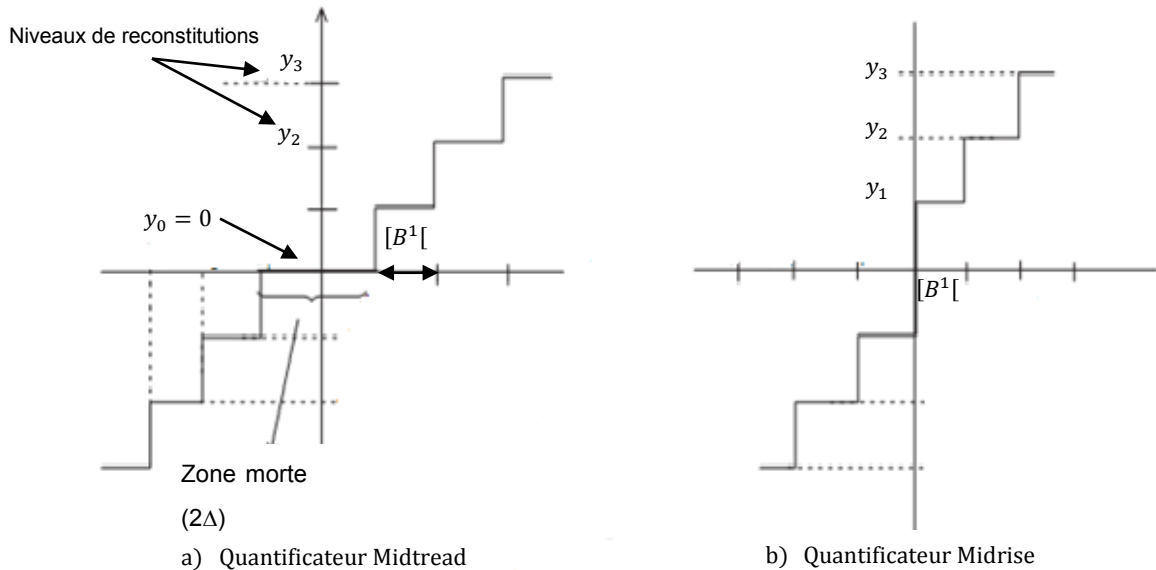 Niveaux de reconstitutions
y₃
y₂
y₀ = 0
[B¹[
Zone morte
(2Δ)
a) Quantificateur Midtread
y₃
y₂
y₁
[B¹[
b) Quantificateur Midrise